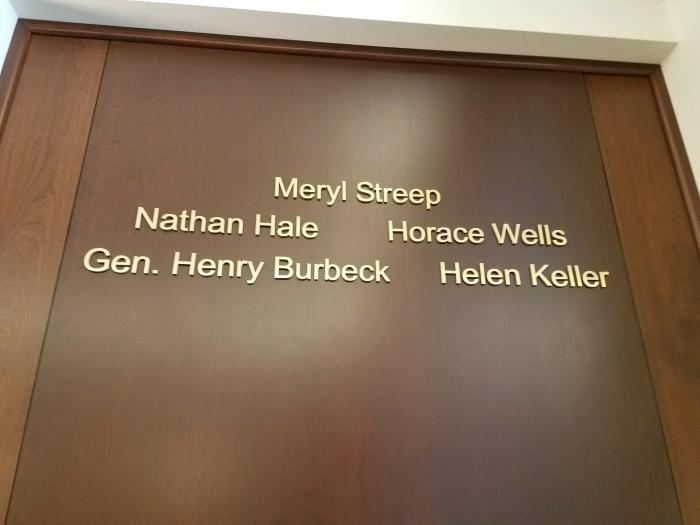 Meryl Streep
Nathan Hale Horace Wells
Gen. Henry Burbeck Helen Keller